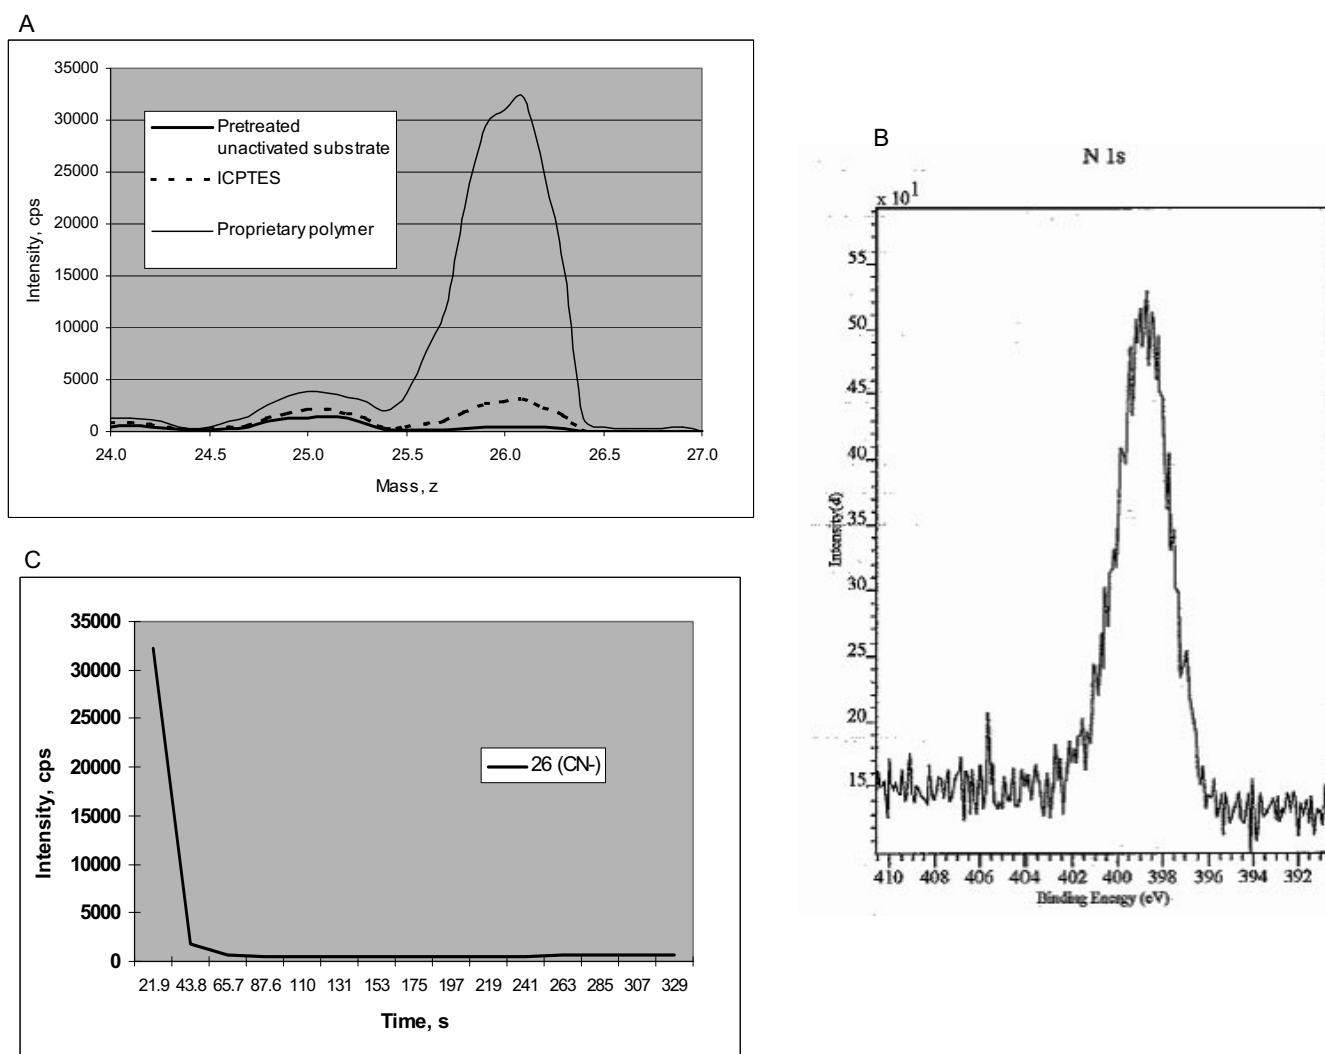 A
35000
30000
25000
20000
15000
10000
5000
0
Intensity, cps
Pretreated
unactivated substrate
ICPTES
Proprietary polymer
24.0 24.5 25.0 25.5 26.0 26.5 27.0
Mass, z
B
N 1s
x 10¹
55
50
45
40
35
30
25
20
15
Intensity (d)
410 408 406 404 402 400 398 396 394 392
Binding Energy (eV)
C
35000
30000
25000
20000
15000
10000
5000
0
Intensity, cps
26 (CN-)
21.9 43.8 65.7 87.6 110 131 153 175 197 219 241 263 285 307 329
Time, s